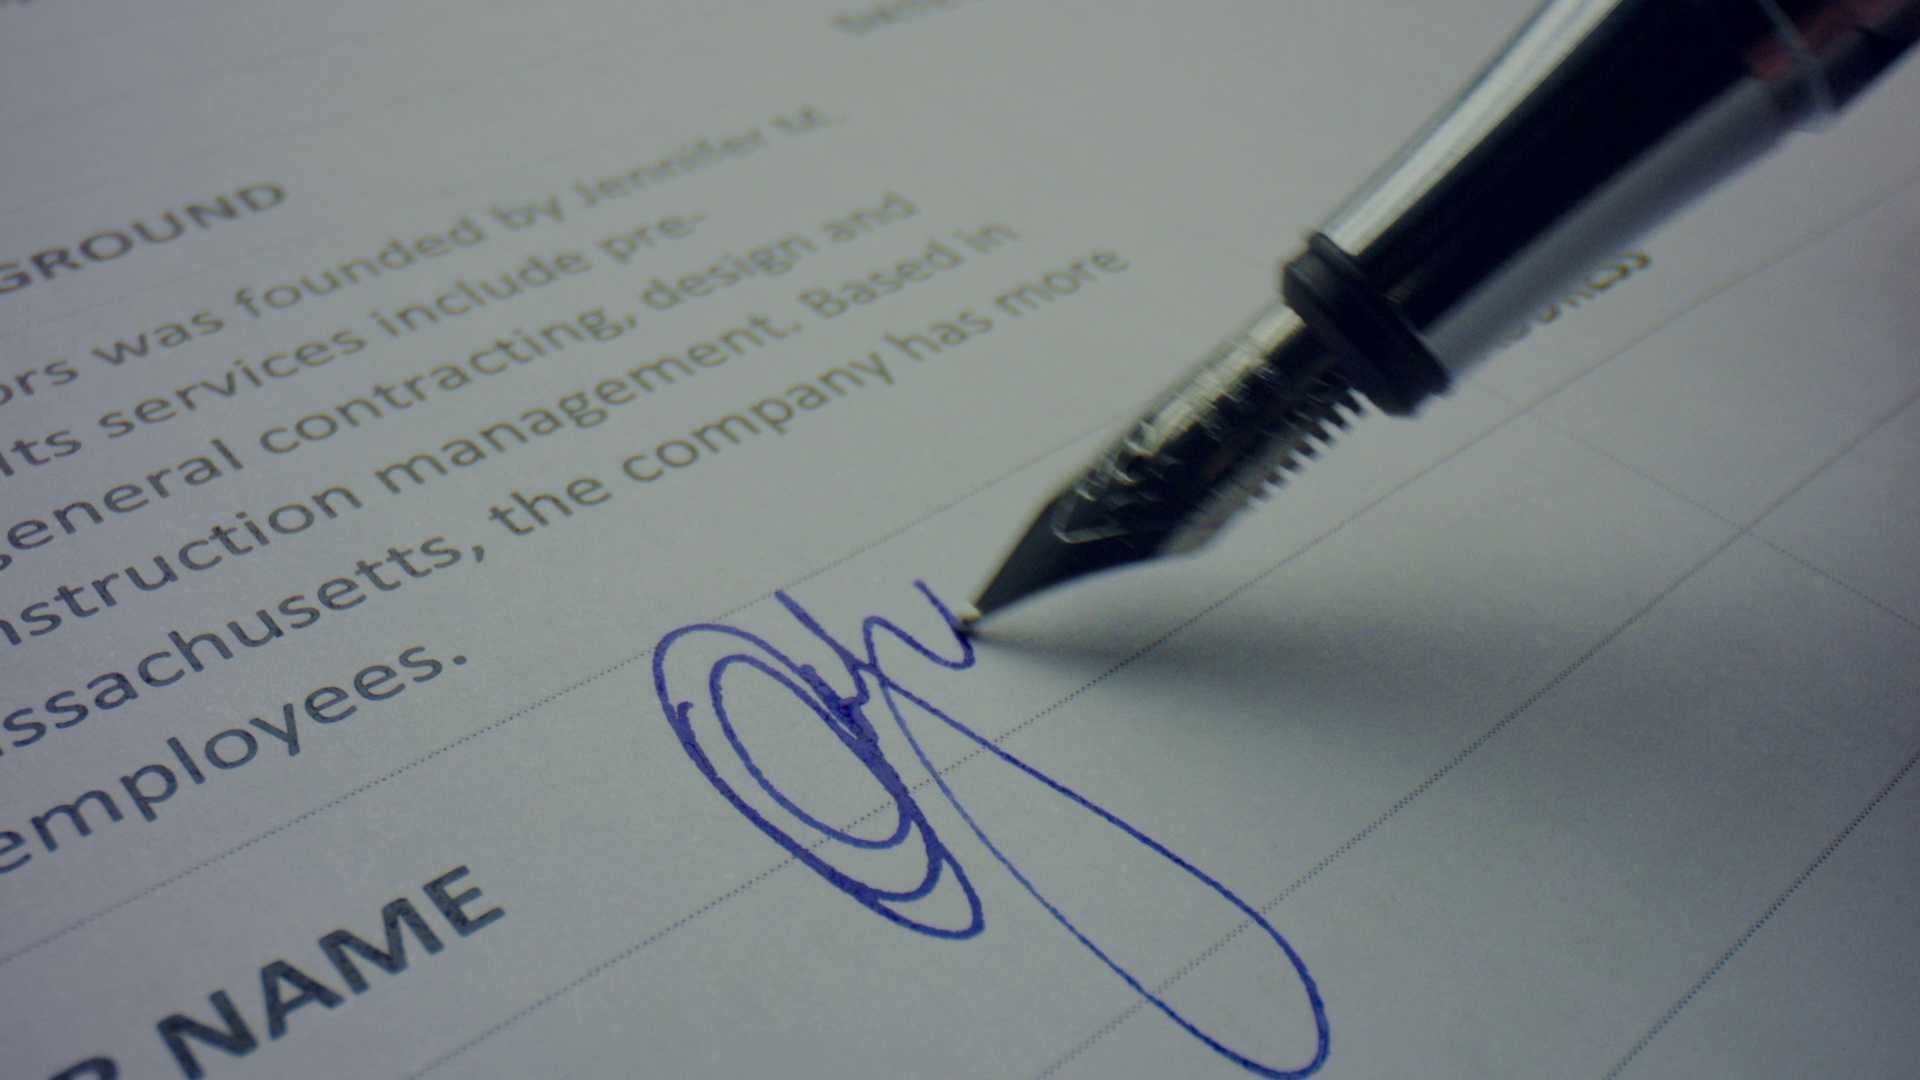 GROUND
ors was founded by Jennifer M.
Its services include pre-
general contracting, design and
nstruction management. Based in
assachusetts, the company has more
employees.
R NAME